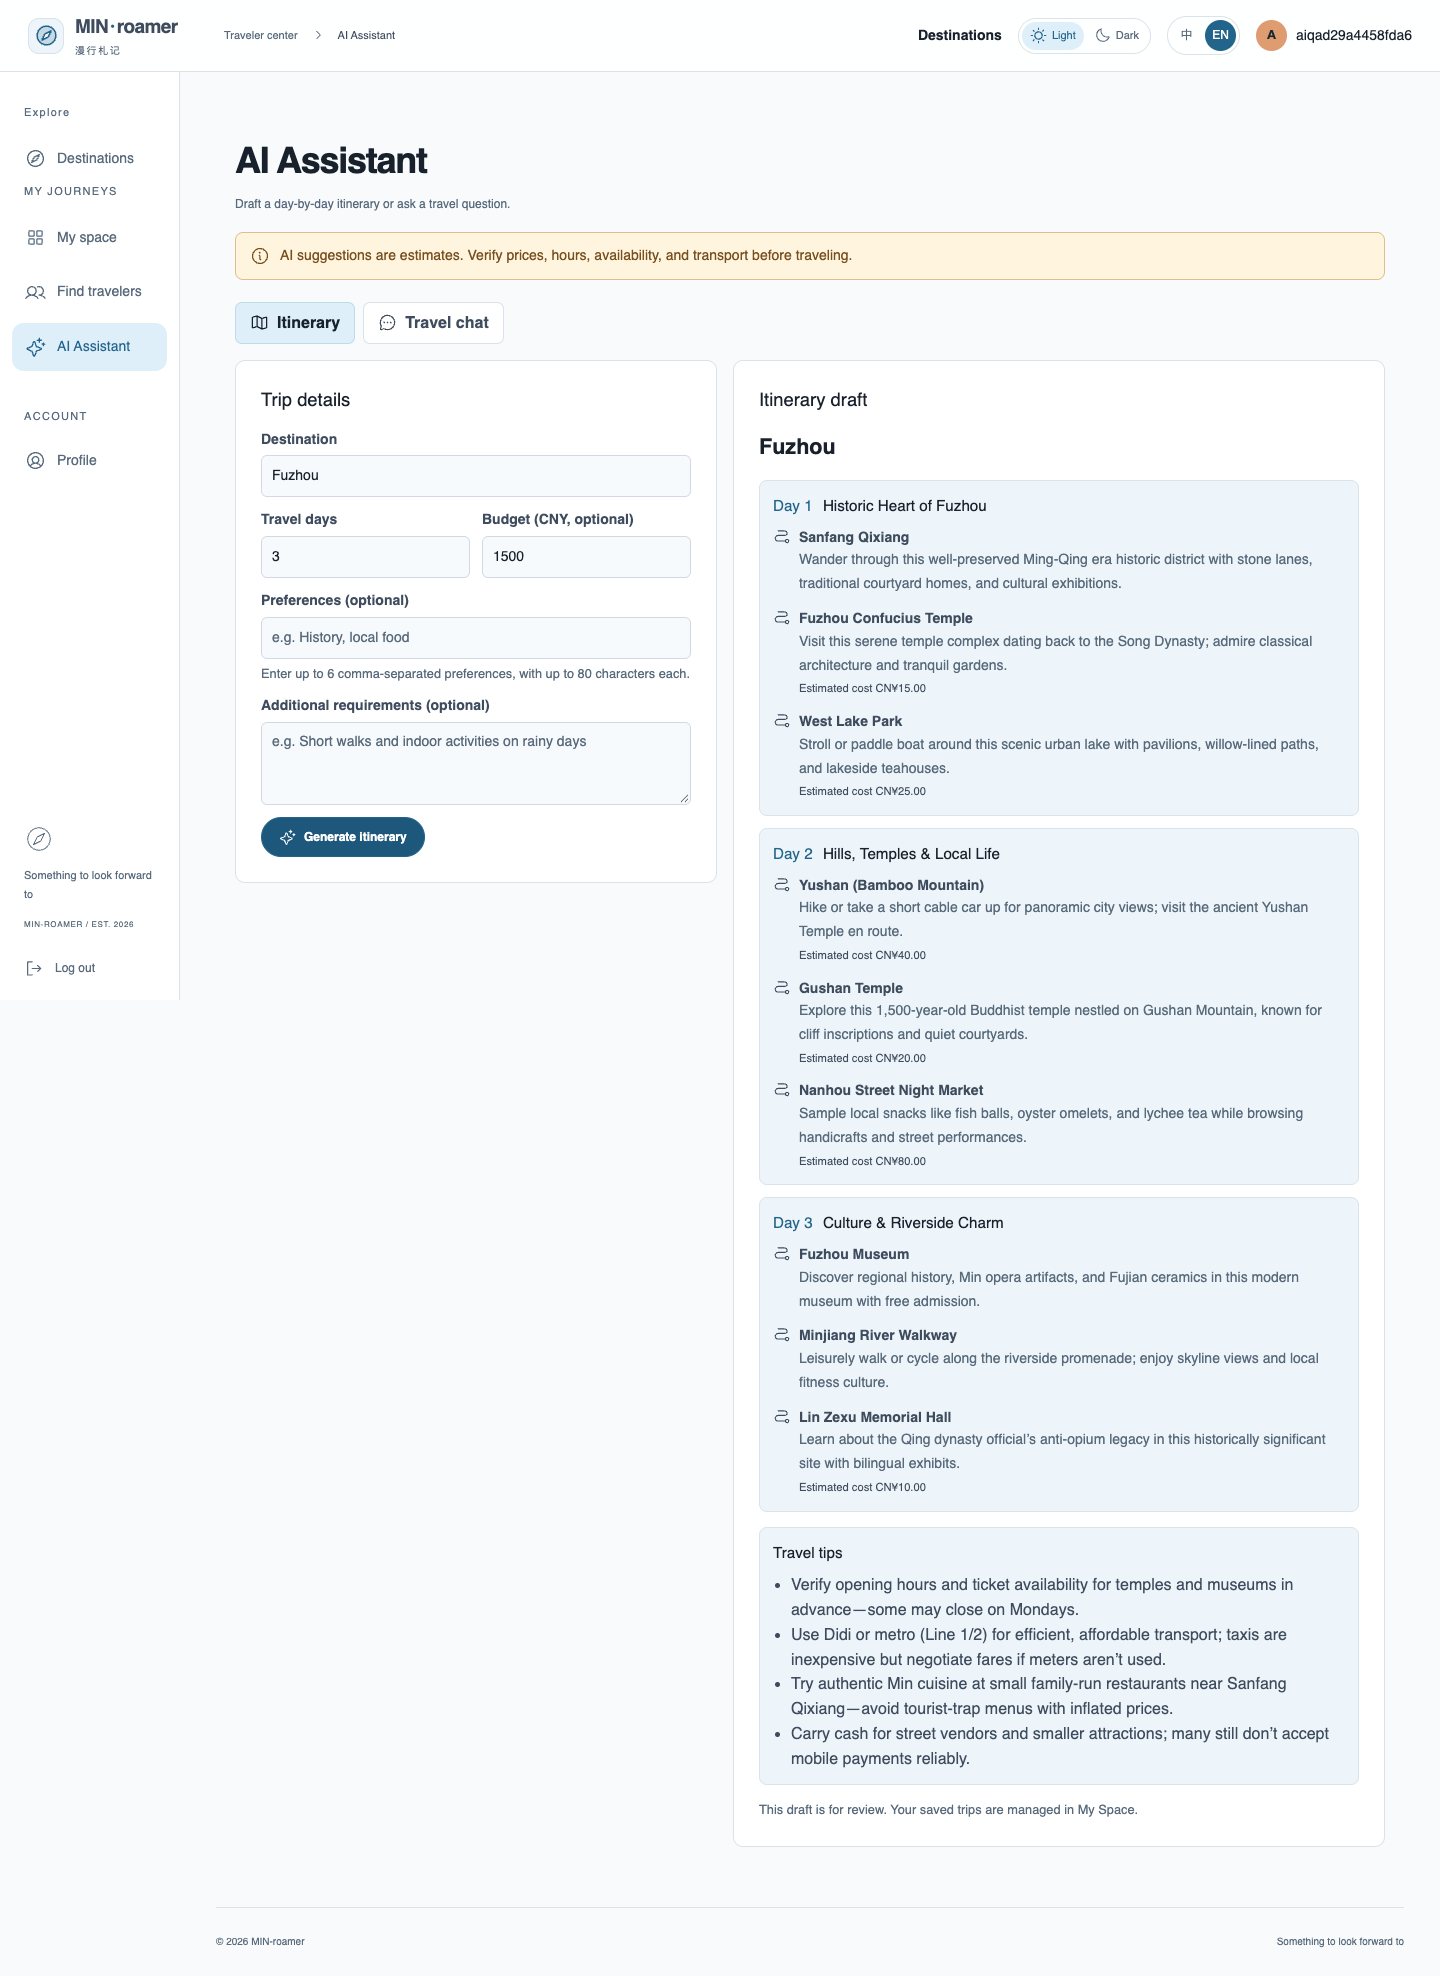 MIN·roamer
漫行札记
Traveler center
AI Assistant
Destinations
Light
Dark
中
EN
A
aiqad29a4458fda6
Explore
Destinations
MY JOURNEYS
My space
Find travelers
AI Assistant
ACCOUNT
Profile
Something to look forward
to
MIN-ROAMER / EST. 2026
Log out
AI Assistant
Draft a day-by-day itinerary or ask a travel question.
AI suggestions are estimates. Verify prices, hours, availability, and transport before traveling.
Itinerary
Travel chat
Trip details
Destination
Fuzhou
Travel days
Budget (CNY, optional)
3
1500
Preferences (optional)
e.g. History, local food
Enter up to 6 comma-separated preferences, with up to 80 characters each.
Additional requirements (optional)
e.g. Short walks and indoor activities on rainy days
Generate itinerary
Itinerary draft
Fuzhou
Day 1 Historic Heart of Fuzhou
Sanfang Qixiang
Wander through this well-preserved Ming-Qing era historic district with stone lanes,
traditional courtyard homes, and cultural exhibitions.
Fuzhou Confucius Temple
Visit this serene temple complex dating back to the Song Dynasty; admire classical
architecture and tranquil gardens.
Estimated cost CN¥15.00
West Lake Park
Stroll or paddle boat around this scenic urban lake with pavilions, willow-lined paths,
and lakeside teahouses.
Estimated cost CN¥25.00
Day 2 Hills, Temples & Local Life
Yushan (Bamboo Mountain)
Hike or take a short cable car up for panoramic city views; visit the ancient Yushan
Temple en route.
Estimated cost CN¥40.00
Gushan Temple
Explore this 1,500-year-old Buddhist temple nestled on Gushan Mountain, known for
cliff inscriptions and quiet courtyards.
Estimated cost CN¥20.00
Nanhou Street Night Market
Sample local snacks like fish balls, oyster omelets, and lychee tea while browsing
handicrafts and street performances.
Estimated cost CN¥80.00
Day 3 Culture & Riverside Charm
Fuzhou Museum
Discover regional history, Min opera artifacts, and Fujian ceramics in this modern
museum with free admission.
Minjiang River Walkway
Leisurely walk or cycle along the riverside promenade; enjoy skyline views and local
fitness culture.
Lin Zexu Memorial Hall
Learn about the Qing dynasty official's anti-opium legacy in this historically significant
site with bilingual exhibits.
Estimated cost CN¥10.00
Travel tips
• Verify opening hours and ticket availability for temples and museums in
advance—some may close on Mondays.
• Use Didi or metro (Line 1/2) for efficient, affordable transport; taxis are
inexpensive but negotiate fares if meters aren't used.
• Try authentic Min cuisine at small family-run restaurants near Sanfang
Qixiang—avoid tourist-trap menus with inflated prices.
• Carry cash for street vendors and smaller attractions; many still don't accept
mobile payments reliably.
This draft is for review. Your saved trips are managed in My Space.
© 2026 MIN-roamer
Something to look forward to